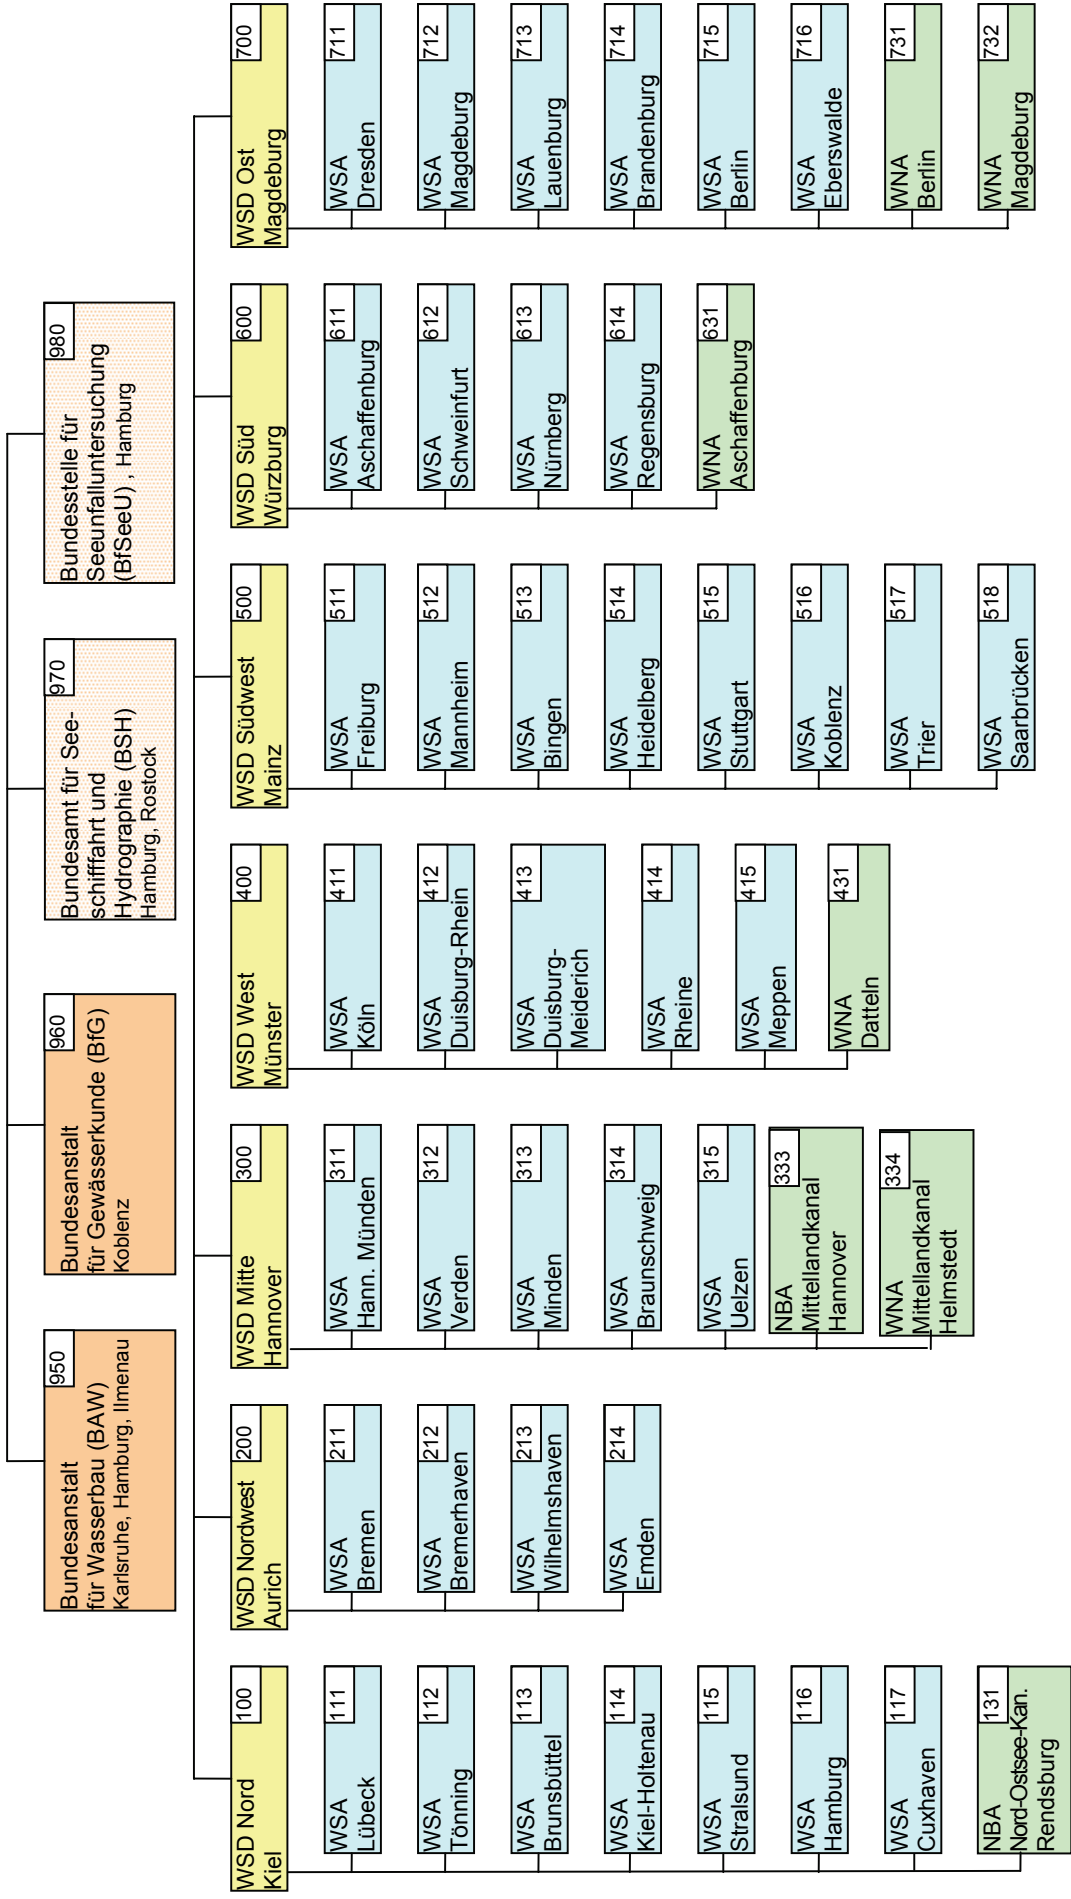 950
Bundesanstalt
für Wasserbau (BAW)
Karlsruhe, Hamburg, Ilmenau
960
Bundesanstalt
für Gewässerkunde (BfG)
Koblenz
970
Bundesamt für See-
schifffahrt und
Hydrographie (BSH)
Hamburg, Rostock
980
Bundesstelle für
Seeunfalluntersuchung
(BfSeeU) , Hamburg
100
WSD Nord
Kiel
111
WSA
Lübeck
112
WSA
Tönning
113
WSA
Brunsbüttel
114
WSA
Kiel-Holtenau
115
WSA
Stralsund
116
WSA
Hamburg
117
WSA
Cuxhaven
131
NBA
Nord-Ostsee-Kan.
Rendsburg
200
WSD Nordwest
Aurich
211
WSA
Bremen
212
WSA
Bremerhaven
213
WSA
Wilhelmshaven
214
WSA
Emden
300
WSD Mitte
Hannover
311
WSA
Hann. Münden
312
WSA
Verden
313
WSA
Minden
314
WSA
Braunschweig
315
WSA
Uelzen
333
NBA
Mittellandkanal
Hannover
334
WNA
Mittellandkanal
Helmstedt
400
WSD West
Münster
411
WSA
Köln
412
WSA
Duisburg-Rhein
413
WSA
Duisburg-
Meiderich
414
WSA
Rheine
415
WSA
Meppen
431
WNA
Datteln
500
WSD Südwest
Mainz
511
WSA
Freiburg
512
WSA
Mannheim
513
WSA
Bingen
514
WSA
Heidelberg
515
WSA
Stuttgart
516
WSA
Koblenz
517
WSA
Trier
518
WSA
Saarbrücken
600
WSD Süd
Würzburg
611
WSA
Aschaffenburg
612
WSA
Schweinfurt
613
WSA
Nürnberg
614
WSA
Regensburg
631
WNA
Aschaffenburg
700
WSD Ost
Magdeburg
711
WSA
Dresden
712
WSA
Magdeburg
713
WSA
Lauenburg
714
WSA
Brandenburg
715
WSA
Berlin
716
WSA
Eberswalde
731
WNA
Berlin
732
WNA
Magdeburg